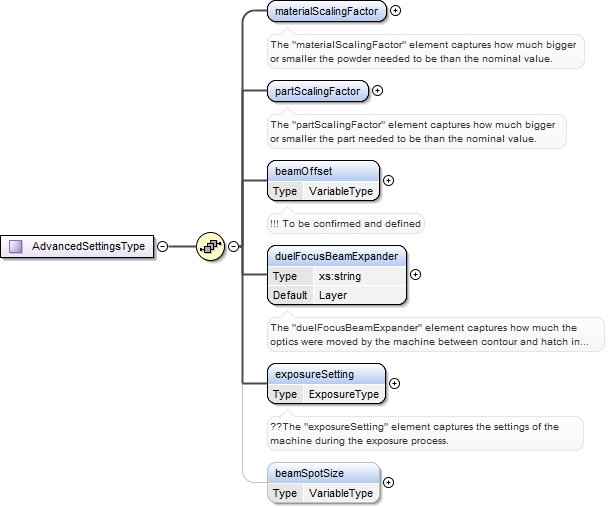 materialScalingFactor
The "materialScalingFactor" element captures how much bigger
or smaller the powder needed to be than the nominal value.
partScalingFactor
The "partScalingFactor" element captures how much bigger
or smaller the part needed to be than the nominal value.
beamOffset
Type VariableType
!!! To be confirmed and defined
AdvancedSettingsType
duelFocusBeamExpander
Type xs:string
Default Layer
The "duelFocusBeamExpander" element captures how much the
optics were moved by the machine between contour and hatch in...
exposureSetting
Type ExposureType
??The "exposureSetting" element captures the settings of the
machine during the exposure process.
beamSpotSize
Type VariableType